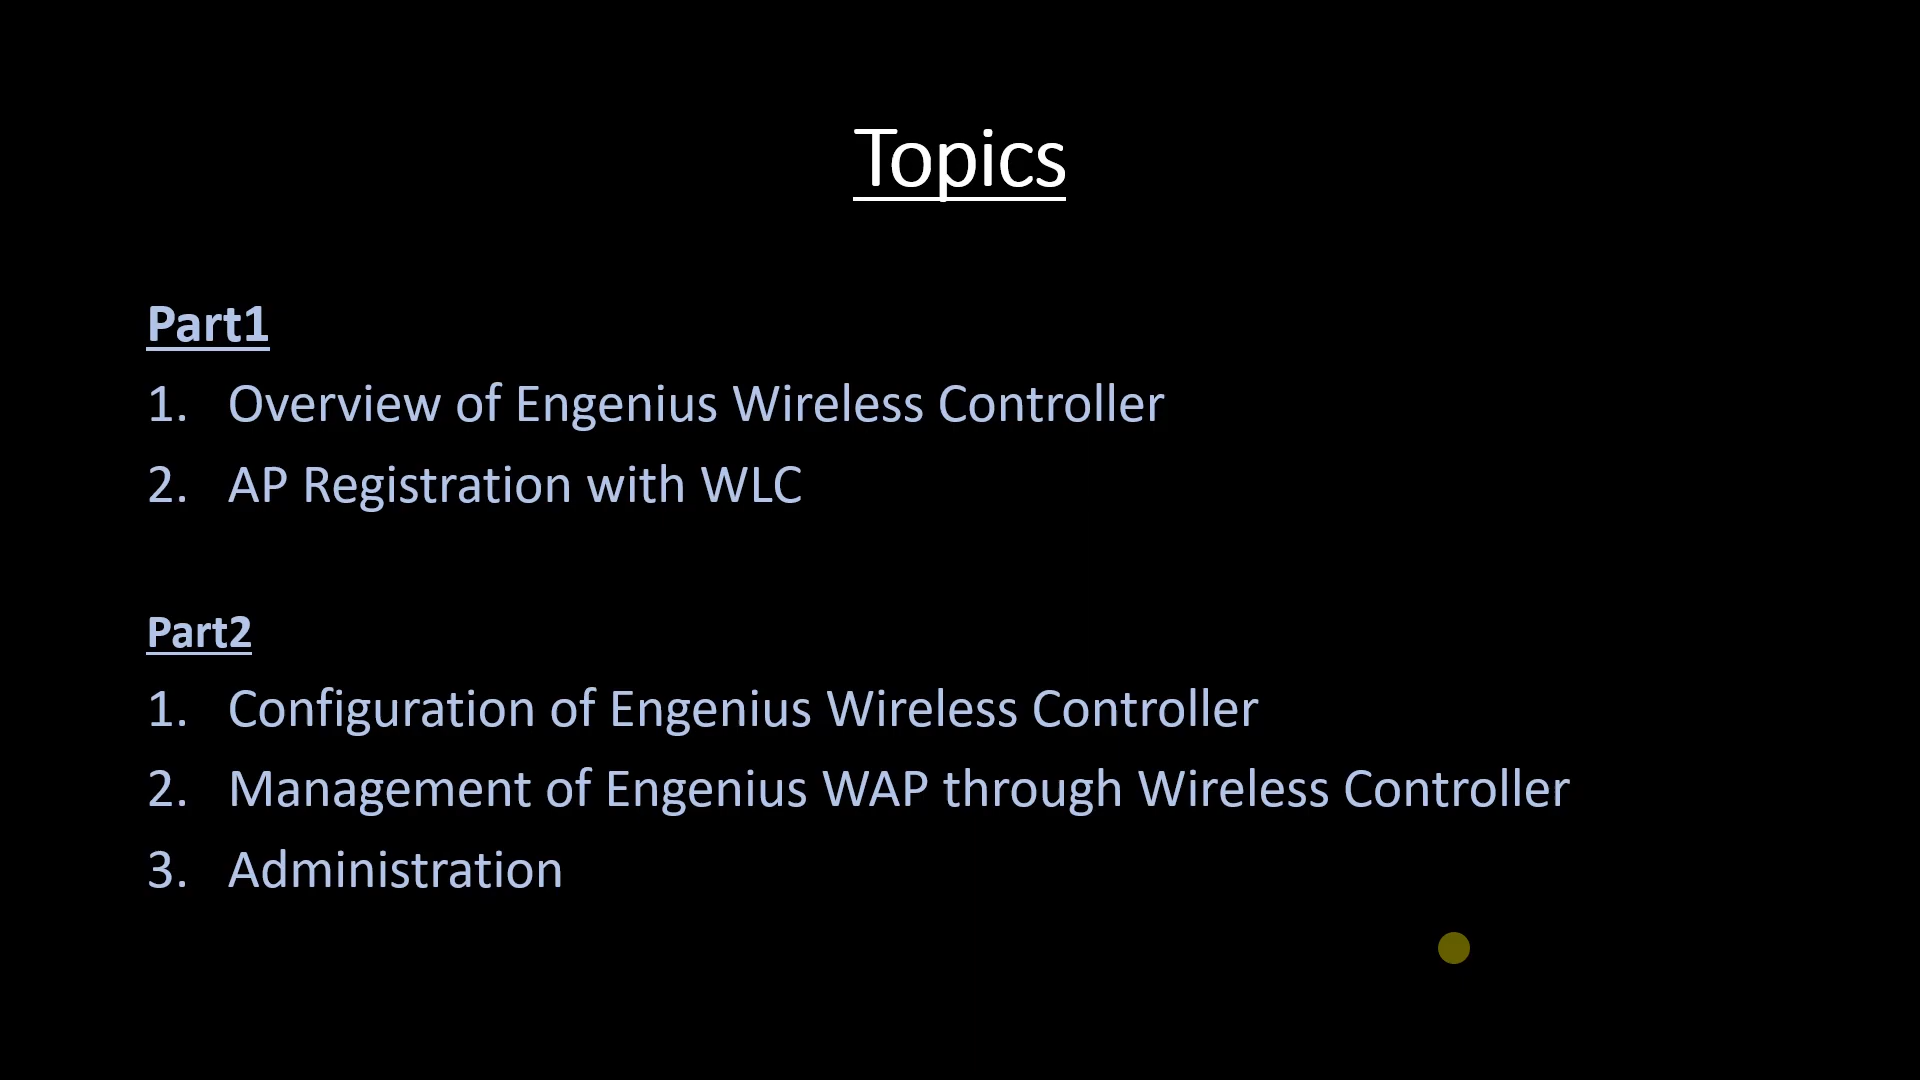 Topics
Part1
1. Overview of Engenius Wireless Controller
2. AP Registration with WLC
Part2
1. Configuration of Engenius Wireless Controller
2. Management of Engenius WAP through Wireless Controller
3. Administration